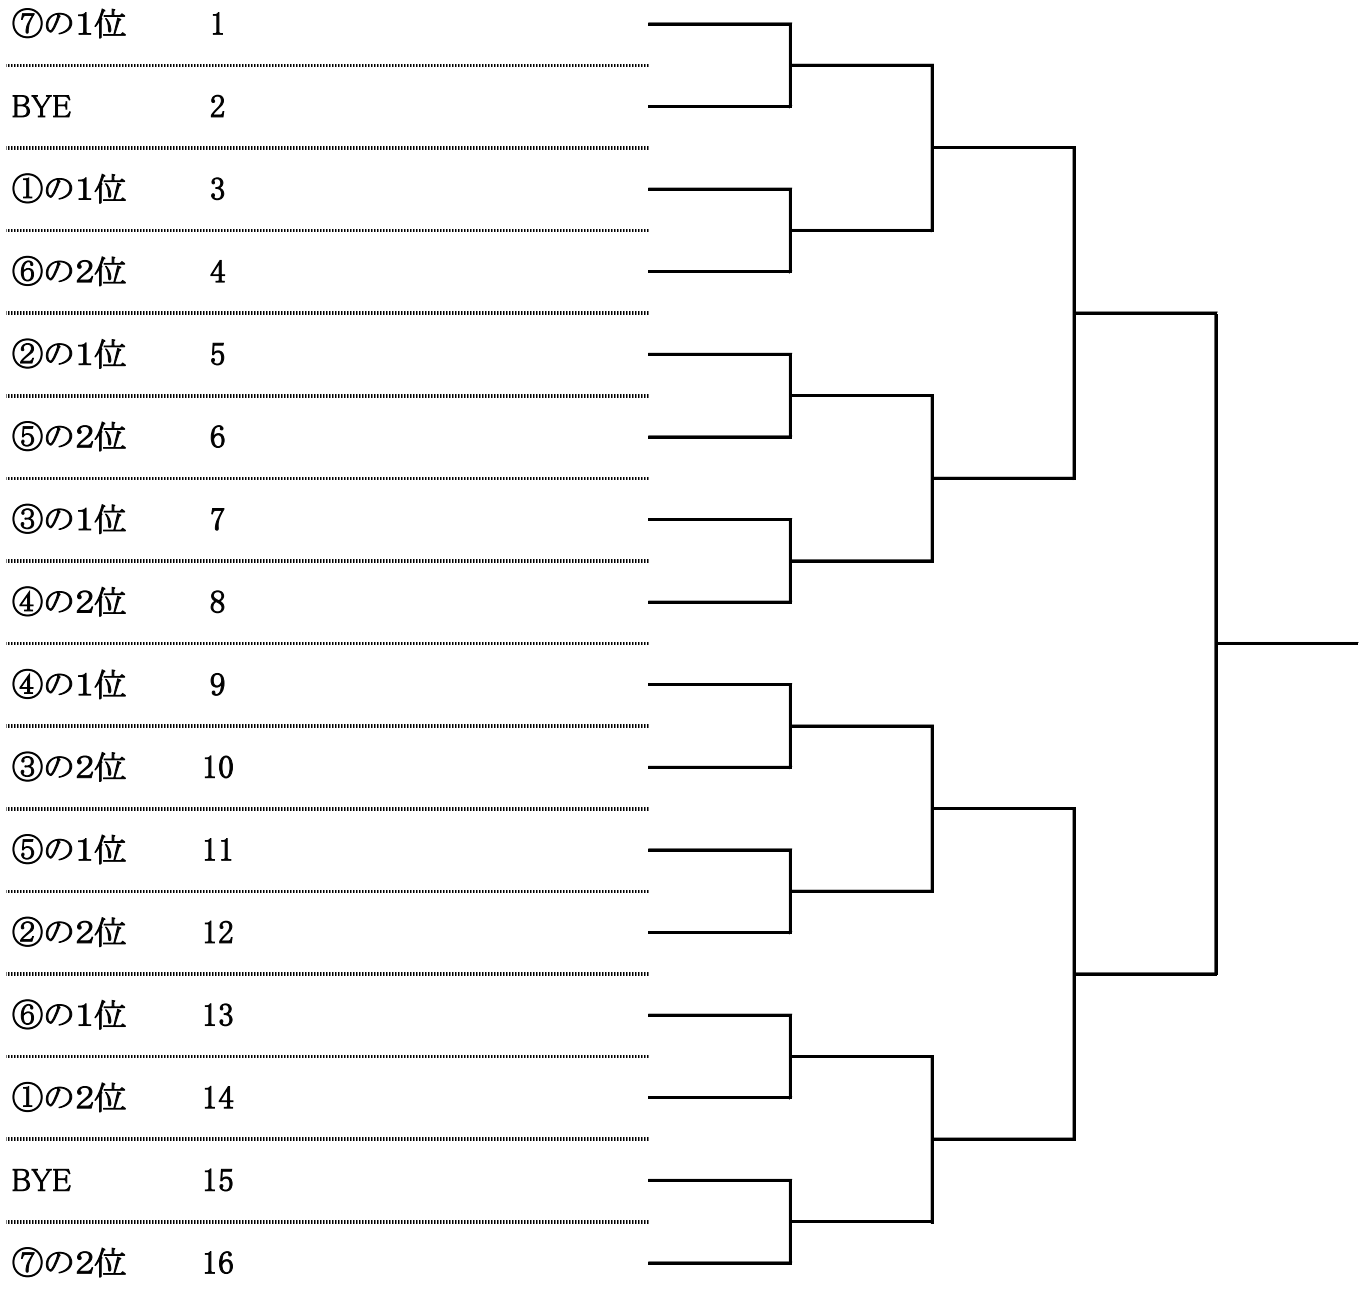 ⑦の1位 1
BYE 2
①の1位 3
⑥の2位 4
②の1位 5
⑤の2位 6
③の1位 7
④の2位 8
④の1位 9
③の2位 10
⑤の1位 11
②の2位 12
⑥の1位 13
①の2位 14
BYE 15
⑦の2位 16